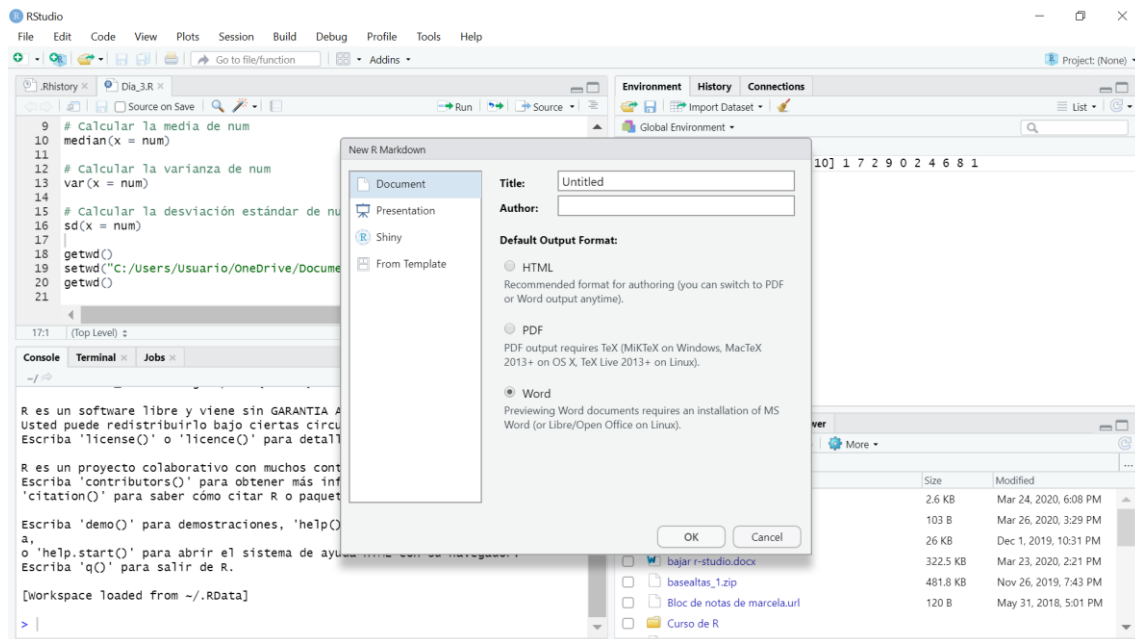 RStudio
File Edit Code View Plots Session Build Debug Profile Tools Help
Go to file/function Addins Project: (None)
.Rhistory Dia_3.R
Source on Save Run Source
9 # Calcular la media de num
10 median(x = num)
11
12 # Calcular la varianza de num
13 var(x = num)
14
15 # Calcular la desviación estándar de nu
16 sd(x = num)
17
18 getwd()
19 setwd("C:/Users/Usuario/OneDrive/Docume
20 getwd()
21
17:1 (Top Level)
Console Terminal Jobs
~/
R es un software libre y viene sin GARANTIA A
Usted puede redistribuirlo bajo ciertas circu
Escriba 'license()' o 'licence()' para detall
R es un proyecto colaborativo con muchos cont
Escriba 'contributors()' para obtener más inf
'citation()' para saber cómo citar R o paquet
Escriba 'demo()' para demostraciones, 'help()
a,
o 'help.start()' para abrir el sistema de ayuda HTML con su navegador.
Escriba 'q()' para salir de R.
[Workspace loaded from ~/.RData]
>
New R Markdown
Document
Presentation
Shiny
From Template
Title: Untitled
Author:
Default Output Format:
HTML
Recommended format for authoring (you can switch to PDF
or Word output anytime).
PDF
PDF output requires TeX (MiKTeX on Windows, MacTeX
2013+ on OS X, TeX Live 2013+ on Linux).
Word
Previewing Word documents requires an installation of MS
Word (or Libre/Open Office on Linux).
OK Cancel
Environment History Connections
Import Dataset List
Global Environment
10] 1 7 2 9 0 2 4 6 8 1
wer
More
Size Modified
2.6 KB Mar 24, 2020, 6:08 PM
103 B Mar 26, 2020, 3:29 PM
26 KB Dec 1, 2019, 10:31 PM
bajar r-studio.docx 322.5 KB Mar 23, 2020, 2:21 PM
basealtas_1.zip 481.8 KB Nov 26, 2019, 7:43 PM
Bloc de notas de marcela.url 120 B May 31, 2018, 5:01 PM
Curso de R